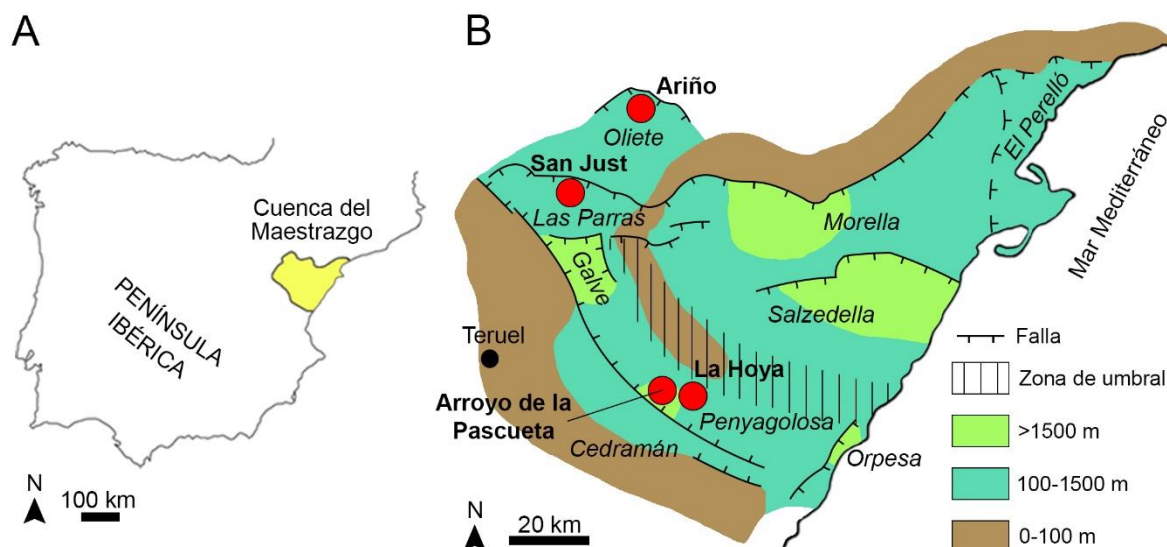 A
Cuenca del
Maestrazgo
PENÍNSULA
IBÉRICA
N
100 km
B
Ariño
Oliete
San Just
Las Parras
Galve
Morella
El Perelló
Mar Mediterráneo
Salzedella
Teruel
La Hoya
Arroyo de la
Pascueta
Penyagolosa
Cedramán
Orpesa
N
20 km
Falla
Zona de umbral
>1500 m
100-1500 m
0-100 m